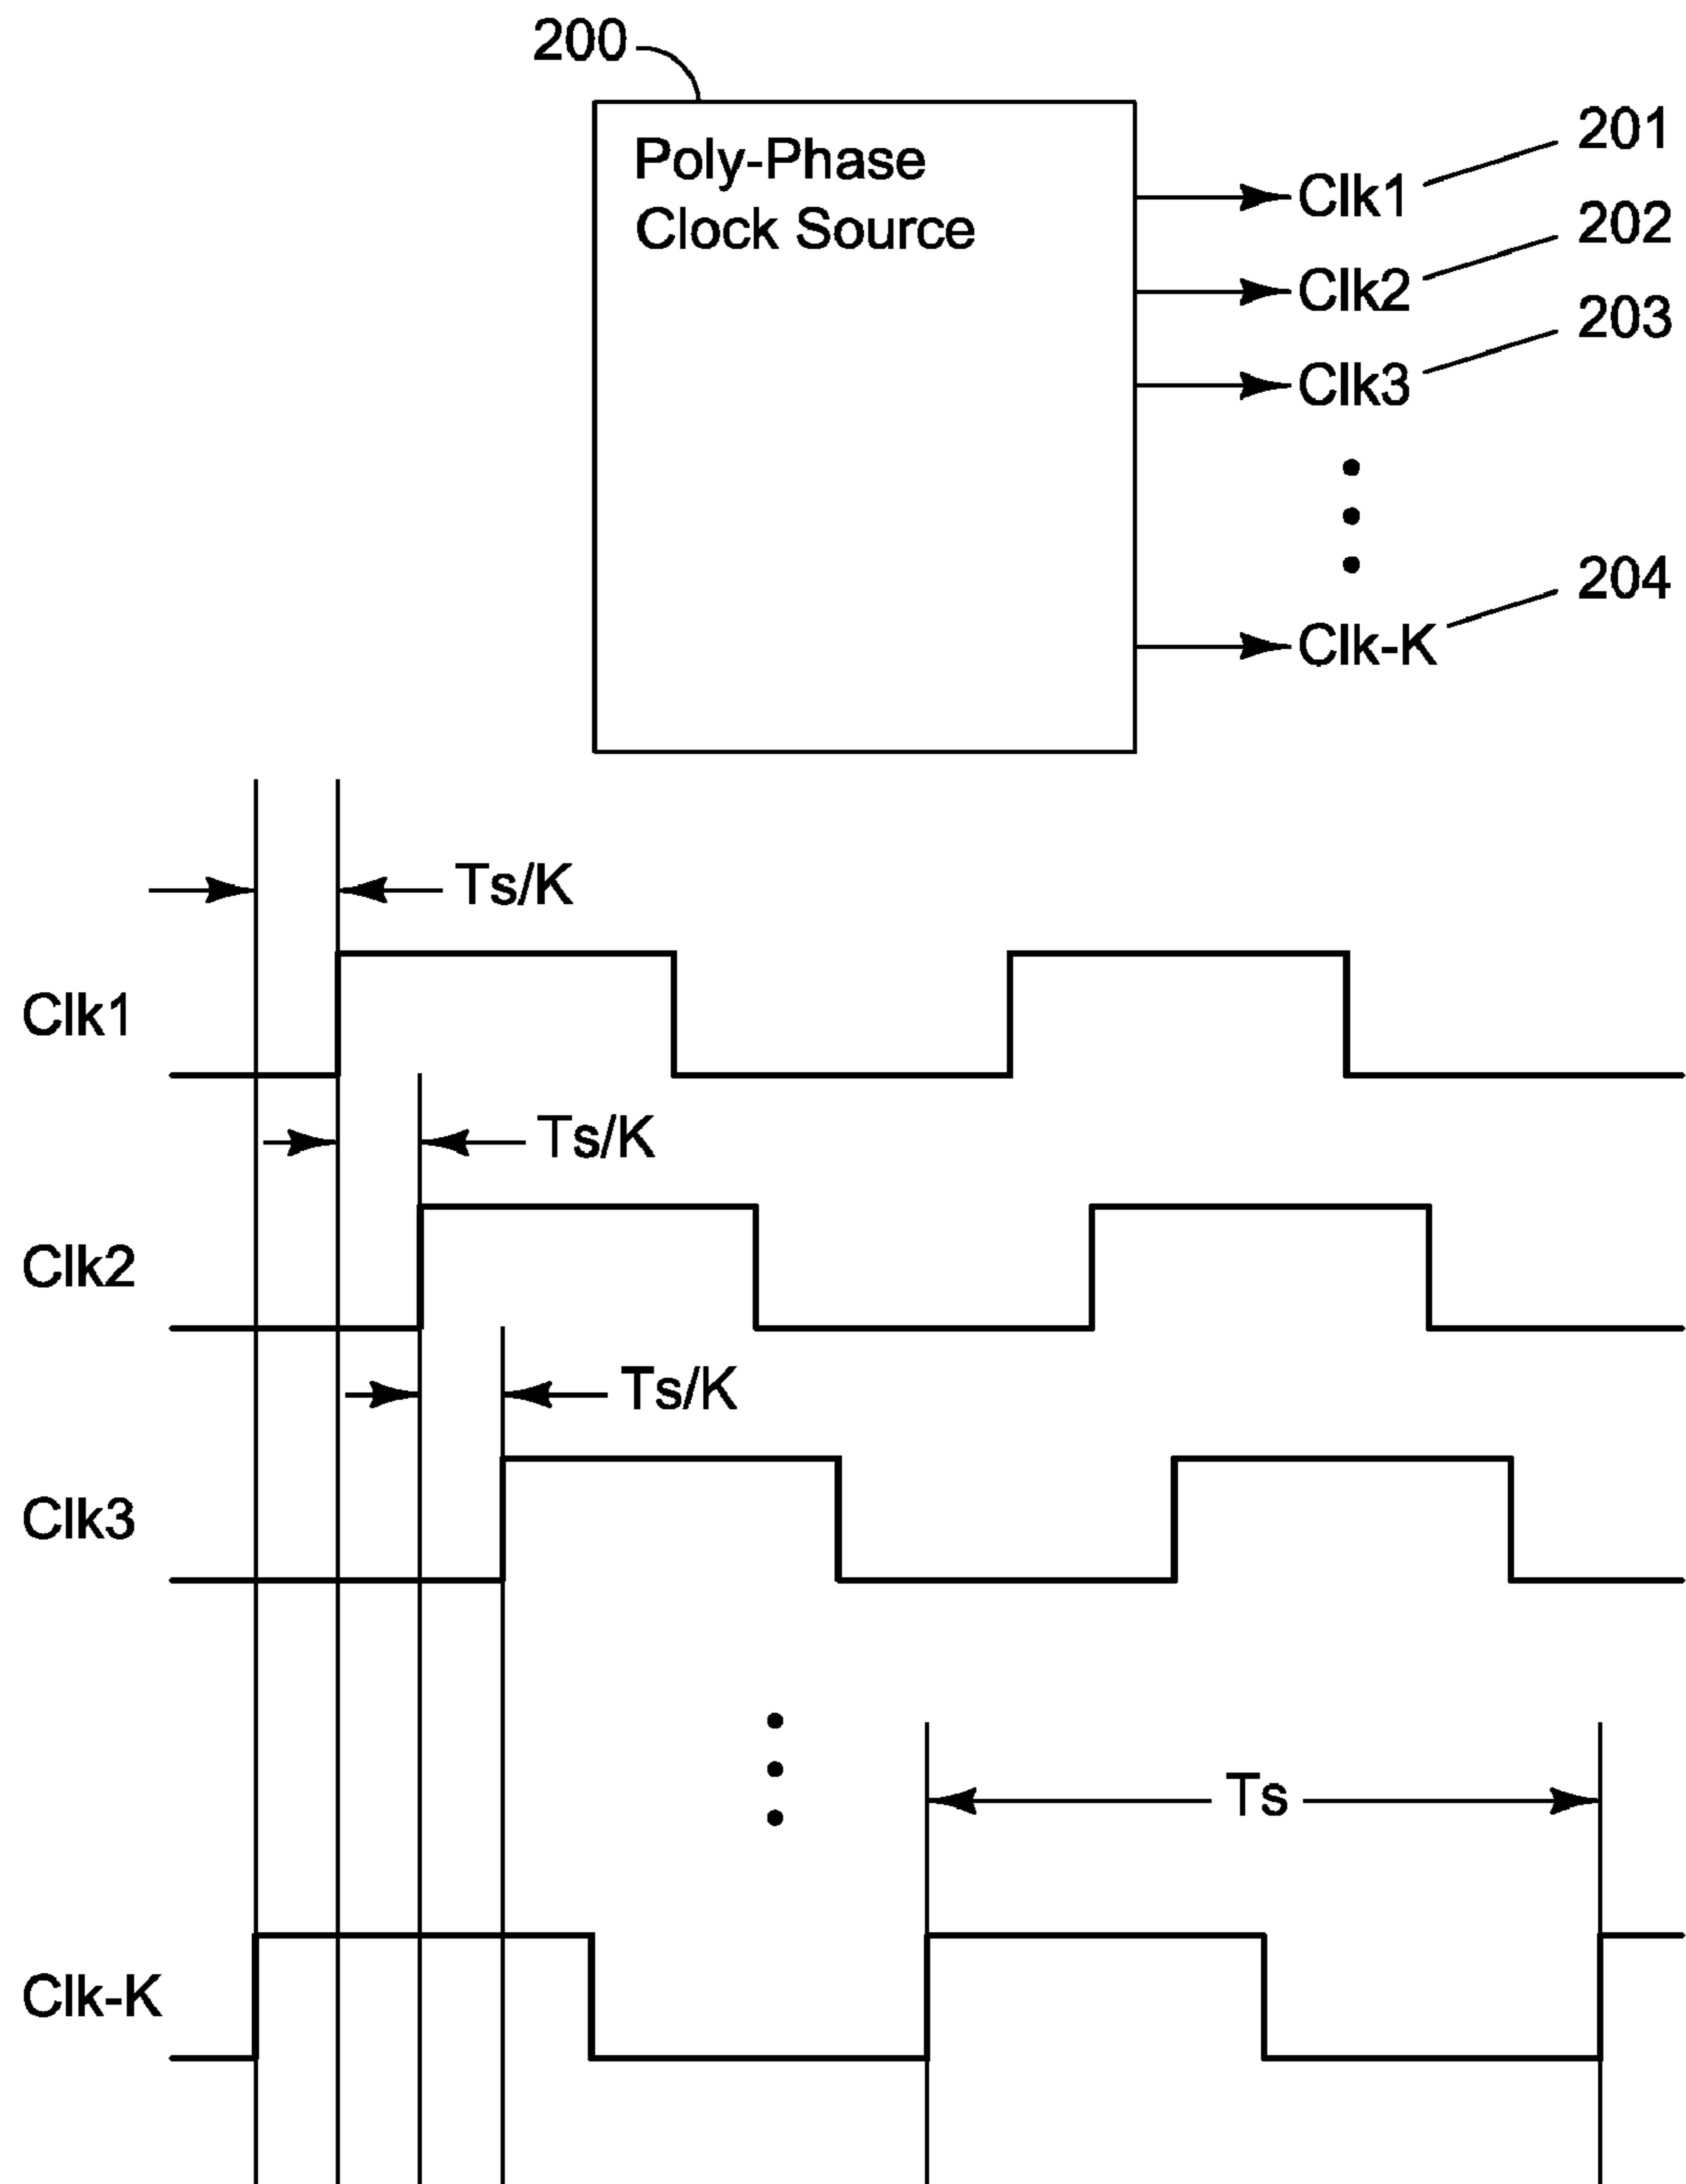 200
Poly-Phase
Clock Source
Clk1
201
Clk2
202
Clk3
203
Clk-K
204
Ts/K
Clk1
Ts/K
Clk2
Ts/K
Clk3
Ts
Clk-K